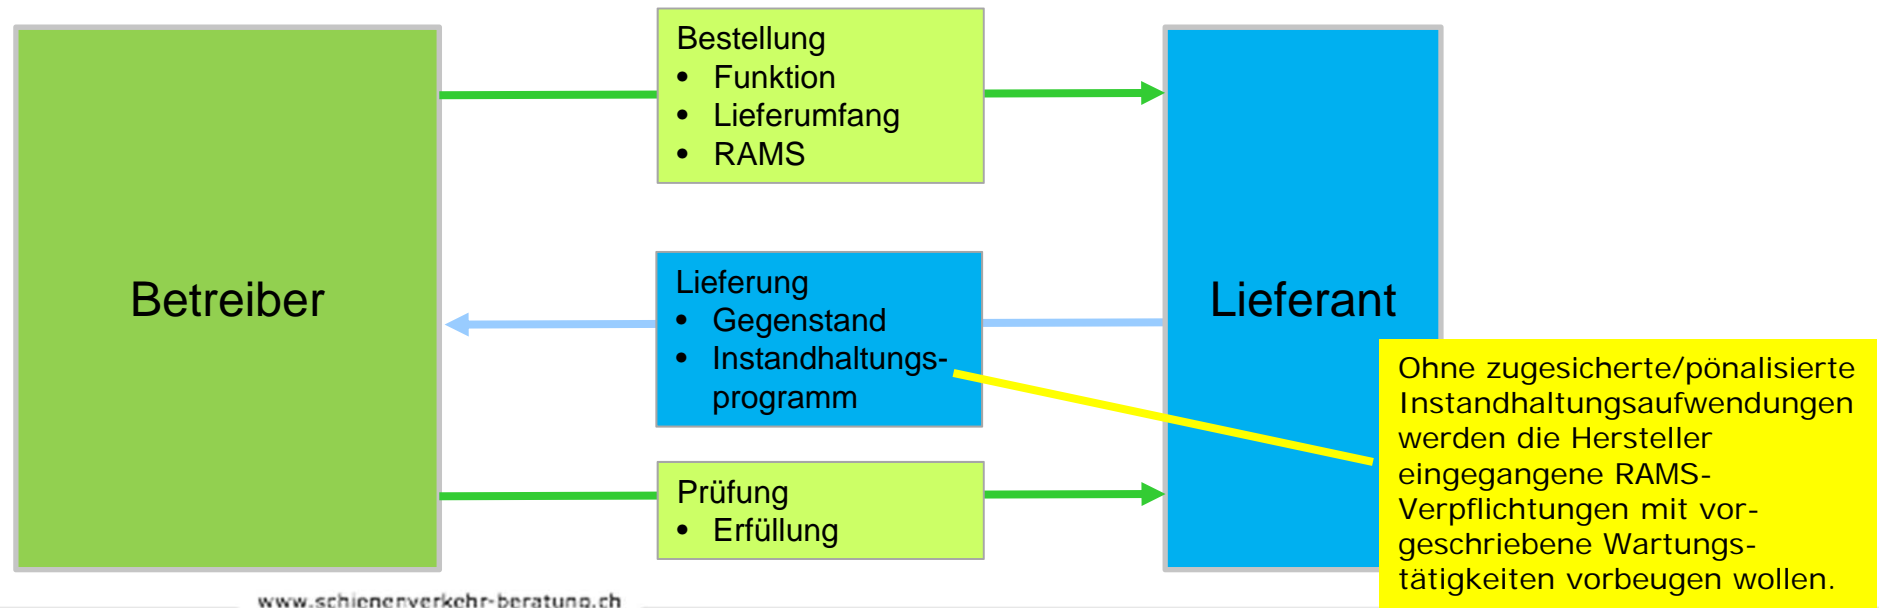 Bestellung
• Funktion
• Lieferumfang
• RAMS
Betreiber
Lieferung
• Gegenstand
• Instandhaltungs-
programm
Lieferant
Ohne zugesicherte/pönalisierte
Instandhaltungsaufwendungen
werden die Hersteller
eingegangene RAMS-
Verpflichtungen mit vor-
geschriebene Wartungs-
tätigkeiten vorbeugen wollen.
Prüfung
• Erfüllung
www.schienenverkehr-beratung.ch